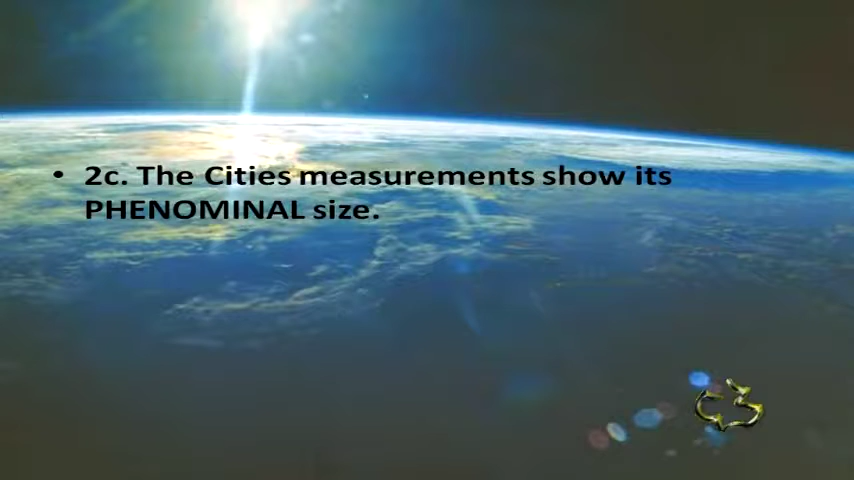 • 2c. The Cities measurements show its
PHENOMINAL size.